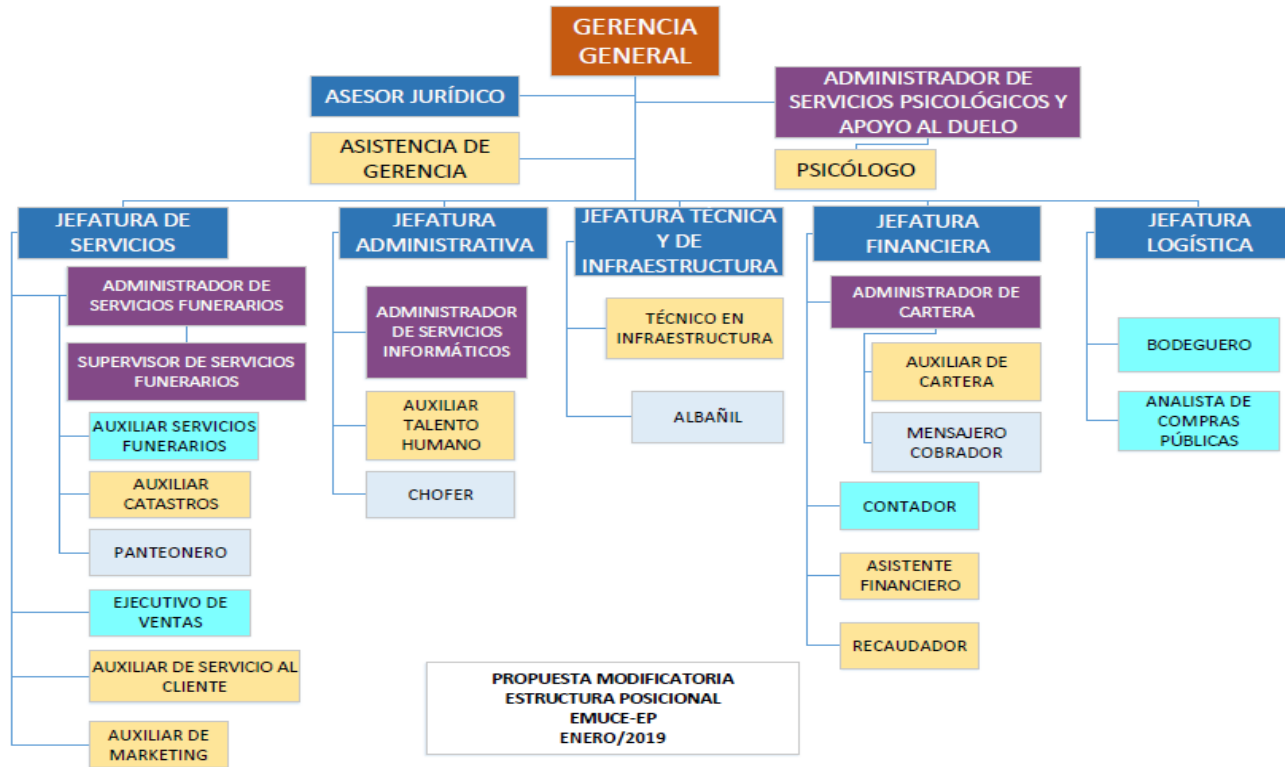 GERENCIA
GENERAL
ASESOR JURÍDICO
ADMINISTRADOR DE
SERVICIOS PSICOLÓGICOS Y
APOYO AL DUELO
ASISTENCIA DE
GERENCIA
PSICÓLOGO
JEFATURA DE
SERVICIOS
ADMINISTRADOR DE
SERVICIOS FUNERARIOS
SUPERVISOR DE SERVICIOS
FUNERARIOS
AUXILIAR SERVICIOS
FUNERARIOS
AUXILIAR
CATASTROS
PANTEONERO
EJECUTIVO DE
VENTAS
AUXILIAR DE SERVICIO AL
CLIENTE
AUXILIAR DE
MARKETING
JEFATURA
ADMINISTRATIVA
ADMINISTRADOR
DE SERVICIOS
INFORMÁTICOS
AUXILIAR
TALENTO
HUMANO
CHOFER
JEFATURA TÉCNICA
Y DE
INFRAESTRUCTURA
TÉCNICO EN
INFRAESTRUCTURA
ALBAÑIL
JEFATURA
FINANCIERA
ADMINISTRADOR DE
CARTERA
AUXILIAR DE
CARTERA
MENSAJERO
COBRADOR
CONTADOR
ASISTENTE
FINANCIERO
RECAUDADOR
JEFATURA
LOGÍSTICA
BODEGUERO
ANALISTA DE
COMPRAS
PÚBLICAS
PROPUESTA MODIFICATORIA
ESTRUCTURA POSICIONAL
EMUCE-EP
ENERO/2019